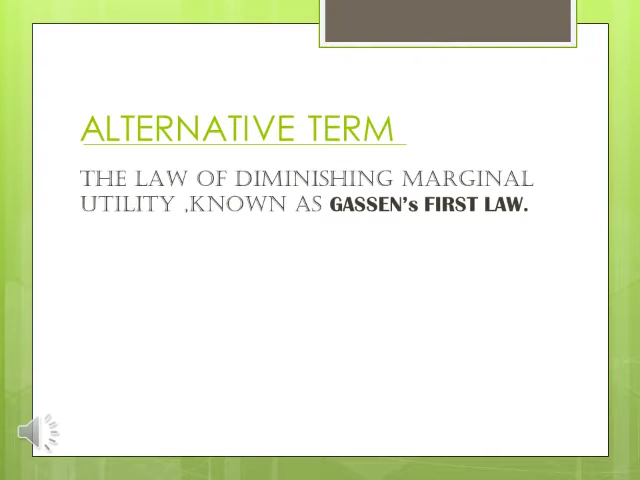 ALTERNATIVE TERM
THE LAW OF DIMINISHING MARGINAL
UTILITY ,KNOWN AS GASSEN’s FIRST LAW.